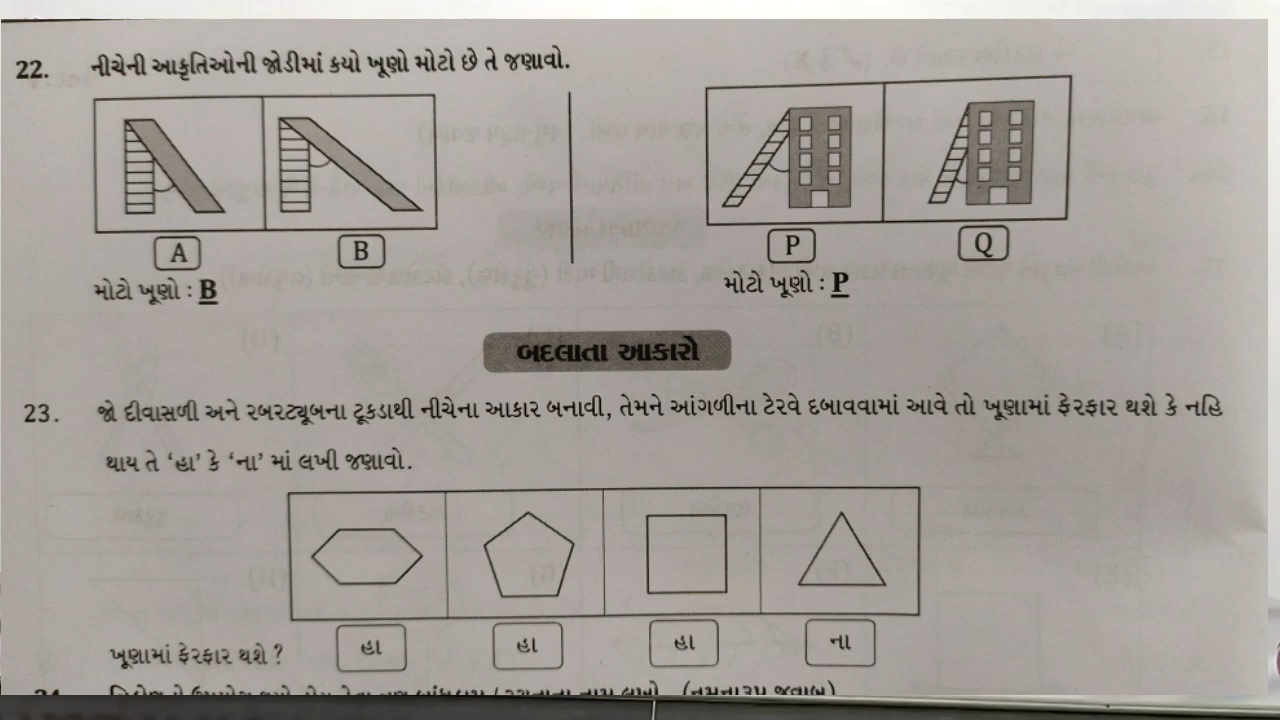 22. નીચેની આકૃતિઓની જોડીમાં કયો ખૂણો મોટો છે તે જણાવો.
A B P Q
મોટો ખૂણો : B મોટો ખૂણો : P
બદલાતા આકારો
23. જો દીવાસળી અને રબરટ્યૂબના ટૂકડાથી નીચેના આકાર બનાવી, તેમને આંગળીના ટેરવે દબાવવામાં આવે તો ખૂણામાં ફેરફાર થશે કે નહિ
થાય તે ‘હા’ કે ‘ના’ માં લખી જણાવો.
ખૂણામાં ફેરફાર થશે ? હા હા હા ના